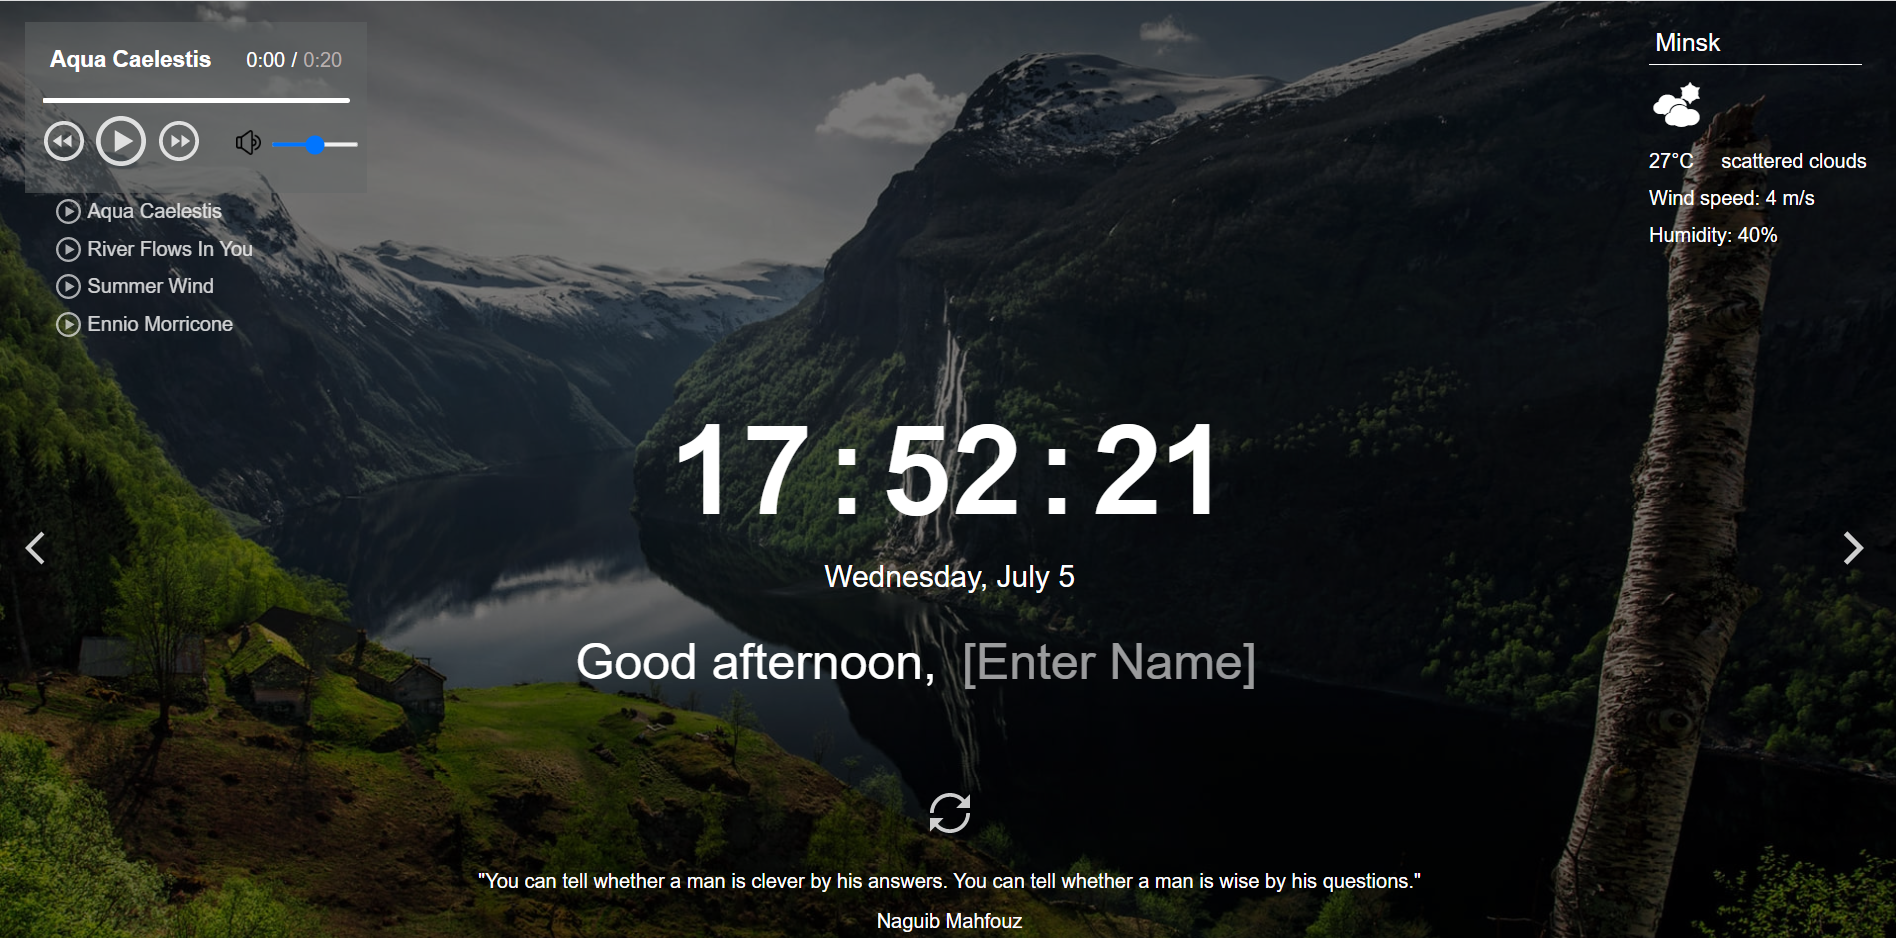 Aqua Caelestis 0:00 / 0:20
Aqua Caelestis
River Flows In You
Summer Wind
Ennio Morricone
Minsk
27°C scattered clouds
Wind speed: 4 m/s
Humidity: 40%
17:52:21
Wednesday, July 5
Good afternoon, [Enter Name]
"You can tell whether a man is clever by his answers. You can tell whether a man is wise by his questions."
Naguib Mahfouz